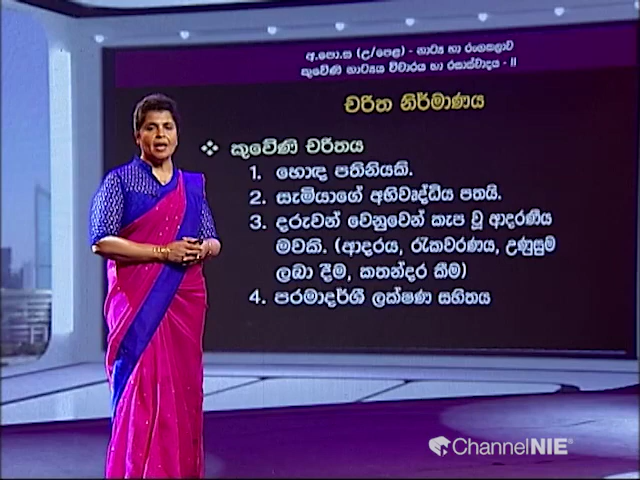 අ.පො.ස (උ/පෙළ) - නාට්‍ය හා රංගකලාව
කුවේණි නාට්‍යය විචාරය හා රසාස්වාදය - II
චරිත නිර්මාණය
❖ කුවේණි චරිතය
1. හොඳ පතිනියකි.
2. සැමියාගේ අභිවෘද්ධිය පතයි.
3. දරුවන් වෙනුවෙන් කැප වූ ආදරණීය
මවකි. (ආදරය, රැකවරණය, උණුසුම
ලබා දීම, කතන්දර කීම)
4. පරමාදර්ශී ලක්ෂණ සහිතය
ChannelNIE